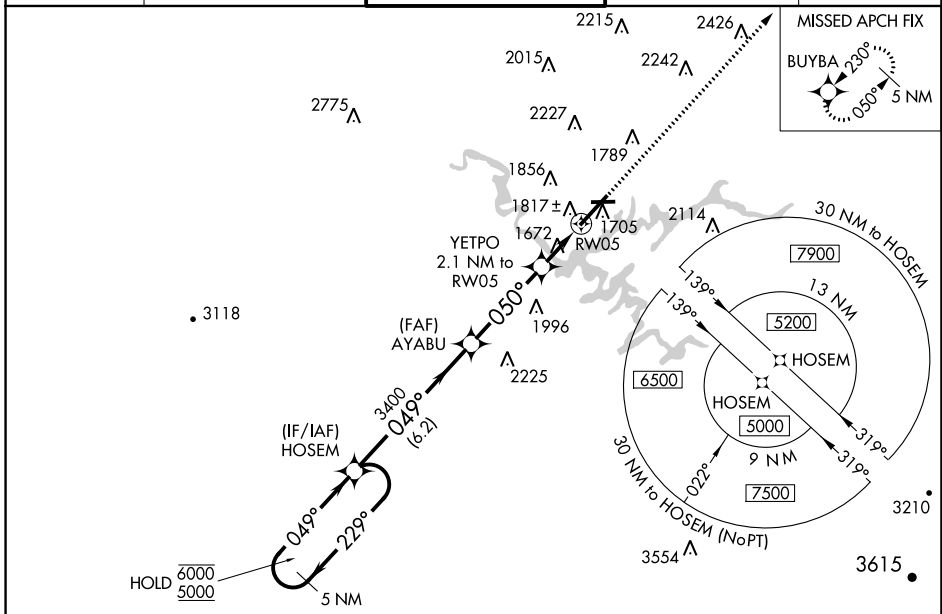 2215
2426
MISSED APCH FIX
2015
2242
BUYBA
230°
050°
5 NM
2775
2227
1789
1856
1817 ±
1705
2114
30 NM to HOSEM
1672
RW05
YETPO
2.1 NM to
RW05
7900
139°
13 NM
139°
050°
5200
3118
1996
(FAF)
AYABU
HOSEM
2225
6500
HOSEM
3400
049°
(6.2)
5000
(IF/IAF)
HOSEM
9 NM
319°
319°
022°
7500
30 NM to HOSEM (NoPT)
3210
049°
229°
3554
3615
HOLD 6000
5000
5 NM